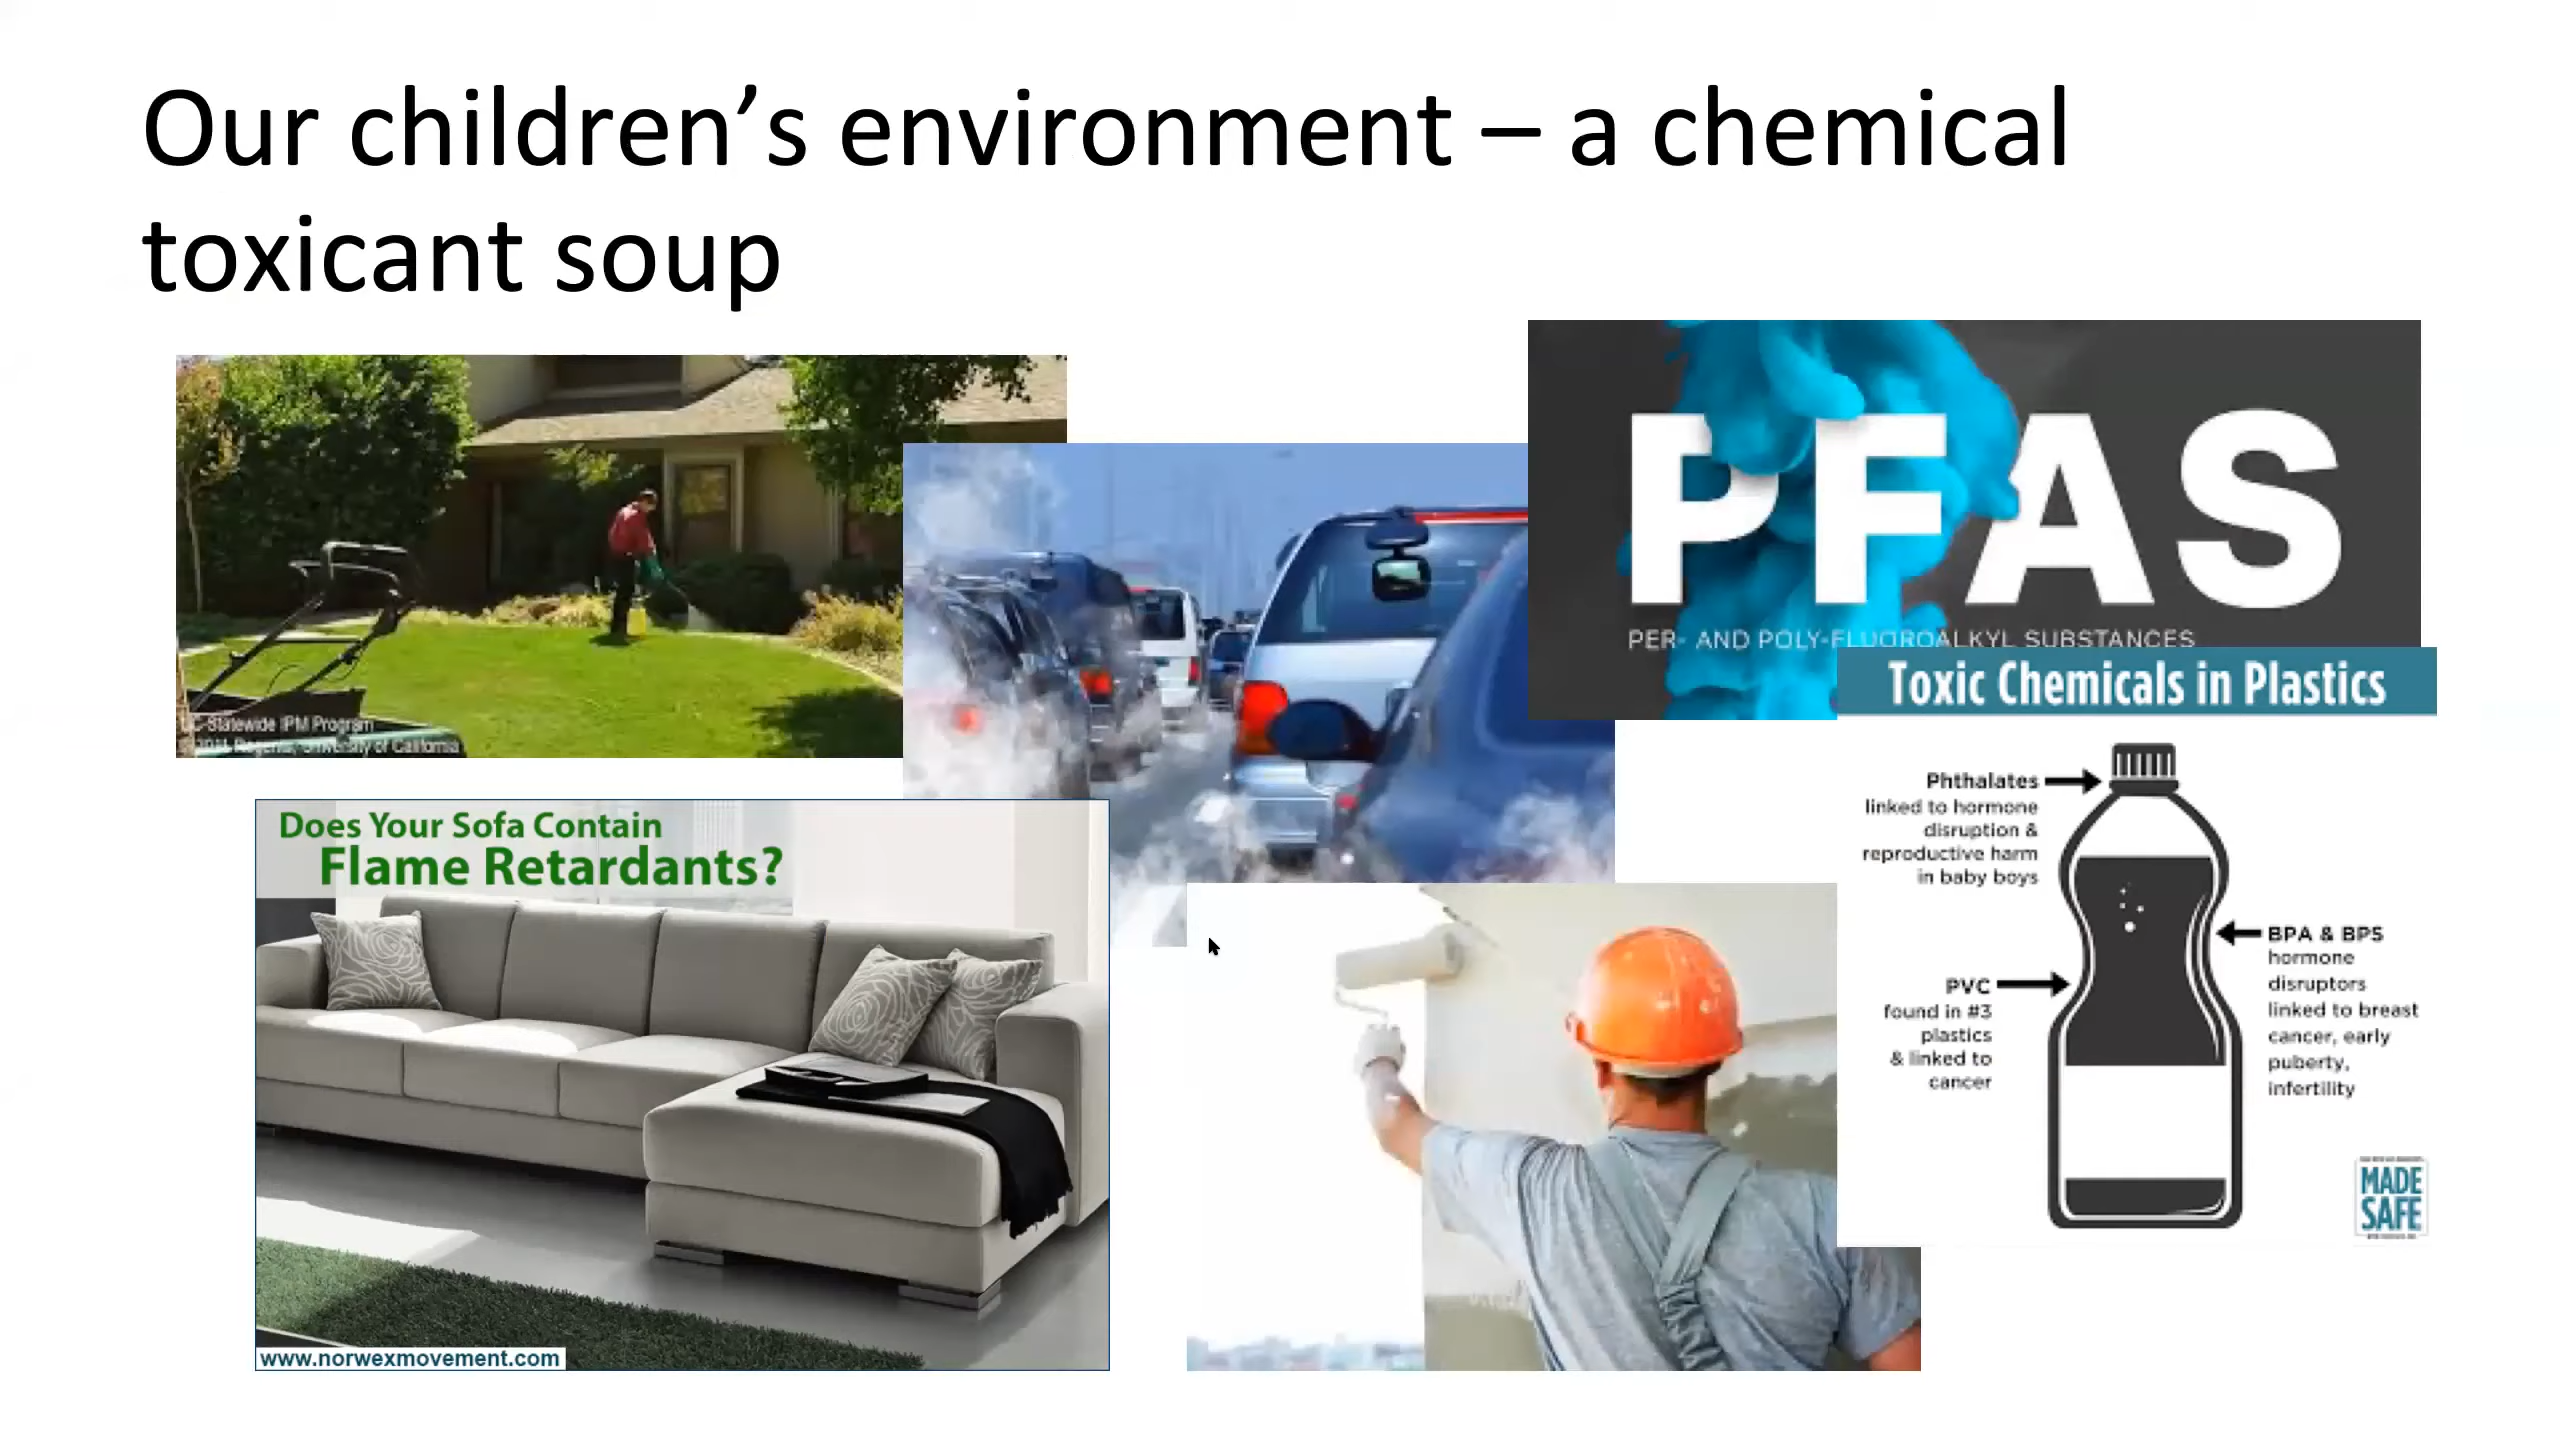 Our children’s environment – a chemical
toxicant soup
PFAS
PER- AND POLY-FLUOROALKYL SUBSTANCES
Toxic Chemicals in Plastics
UC Statewide IPM Program
University of California
Phthalates
linked to hormone
disruption &
reproductive harm
in baby boys
BPA & BPS
hormone
disruptors
linked to breast
cancer, early
puberty,
infertility
PVC
found in #3
plastics
& linked to
cancer
MADE
SAFE
Does Your Sofa Contain
Flame Retardants?
www.norwexmovement.com